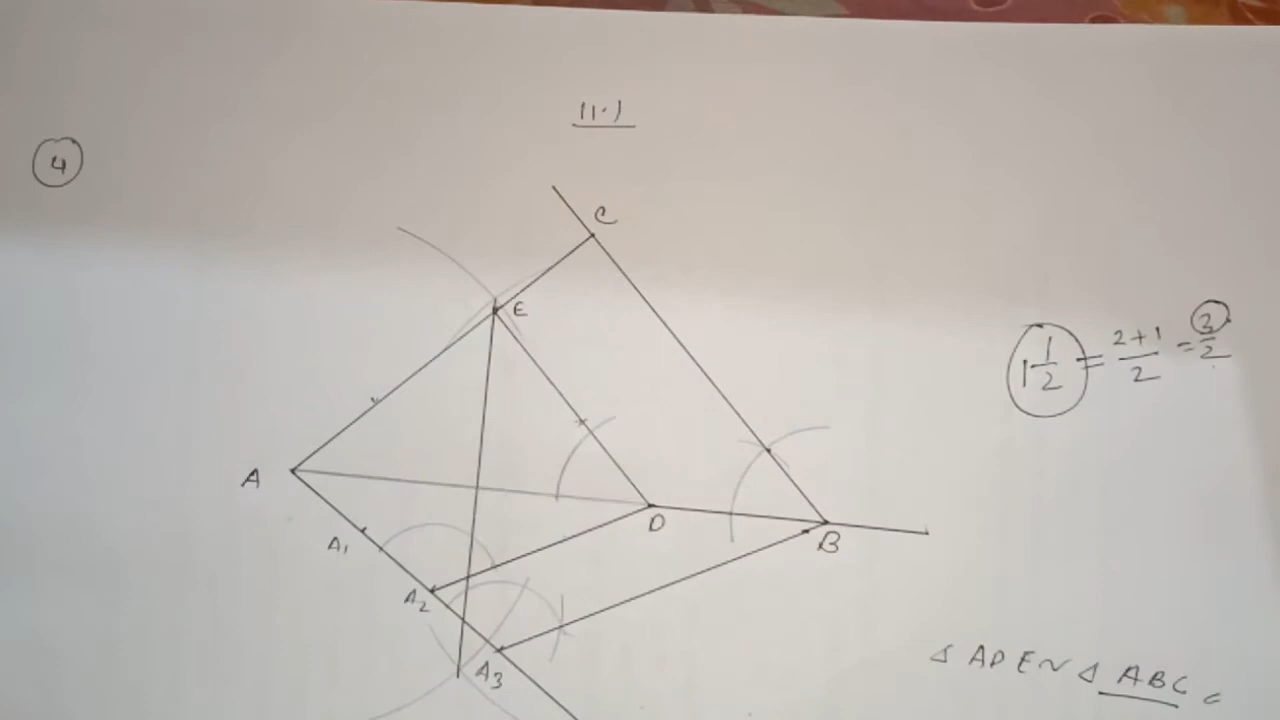 11.1
4
C
E
1 1/2 = 2+1/2 = 3/2
A
D
B
A1
A2
A3
△ ADE ~ △ ABC